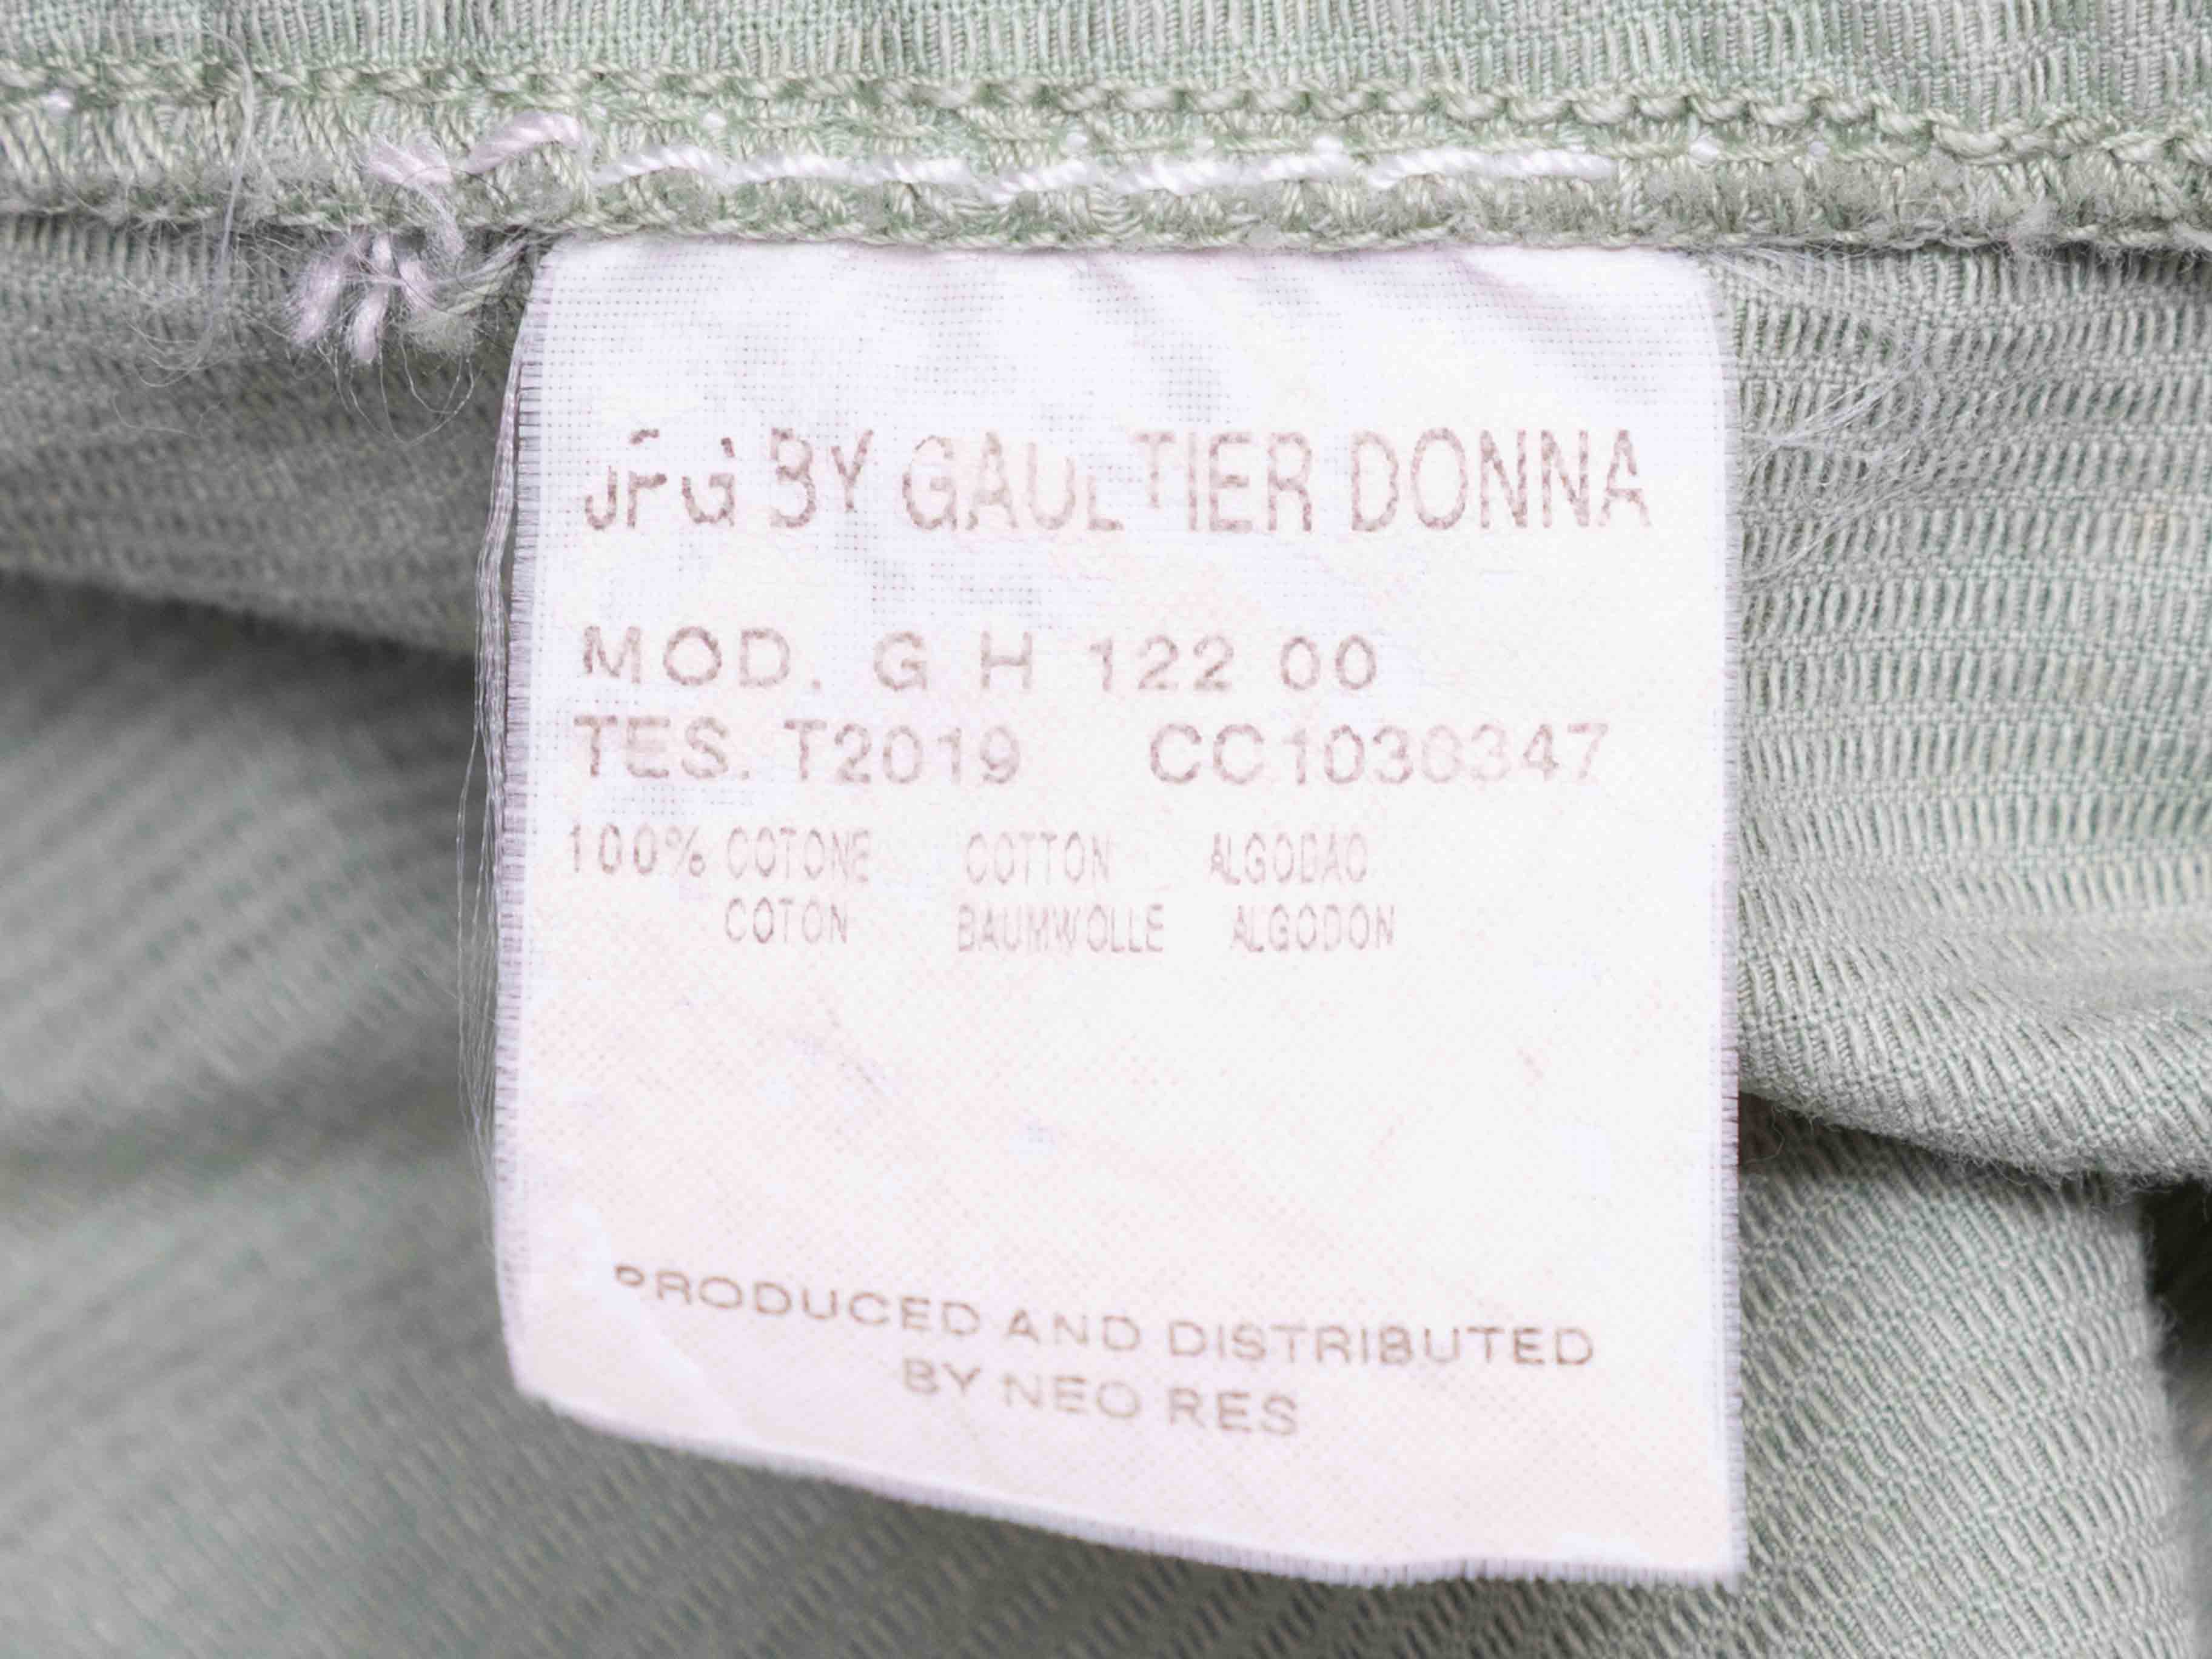 JPG BY GAULTIER DONNA
MOD. G H 122 00
TES. T2019 CC1036347
100% COTONE COTTON ALGODAO
COTON BAUMWOLLE ALGODON
PRODUCED AND DISTRIBUTED
BY NEO RES